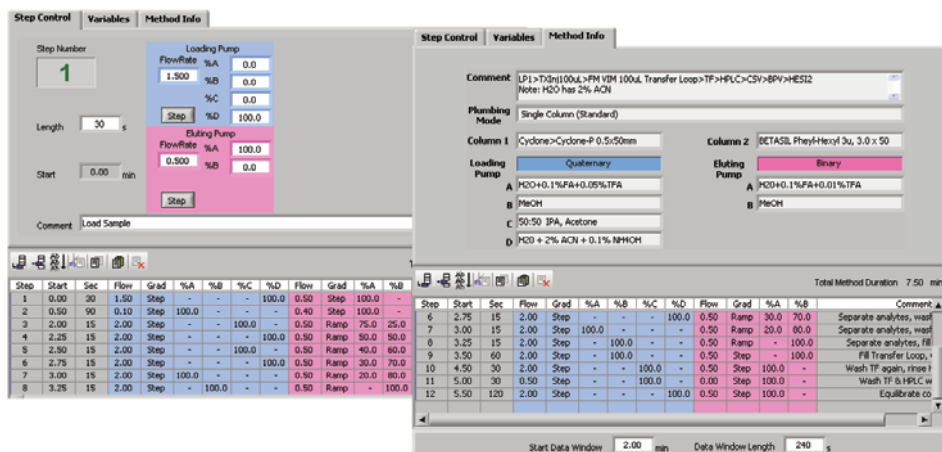 Step Control Variables Method Info
Step Number
1
Length 30 s
Start 0.00 min
Loading Pump
FlowRate %A 0.0
1.500 %B 0.0
%C 0.0
Step %D 100.0
Eluting Pump
FlowRate %A 100.0
0.500 %B 0.0
Step
Comment Load Sample
Step Start Sec Flow Grad %A %B %C %D Flow Grad %A %B
1 0.00 30 1.50 Step - - - 100.0 0.50 Step 100.0 -
2 0.50 90 0.10 Step 100.0 - - - 0.40 Step 100.0 -
3 2.00 15 2.00 Step - - 100.0 - 0.50 Ramp 75.0 25.0
4 2.25 15 2.00 Step - - - 100.0 0.50 Ramp 50.0 50.0
5 2.50 15 2.00 Step - - 100.0 - 0.50 Ramp 40.0 60.0
6 2.75 15 2.00 Step - - - 100.0 0.50 Ramp 30.0 70.0
7 3.00 15 2.00 Step 100.0 - - - 0.50 Ramp 20.0 80.0
8 3.25 15 2.00 Step - 100.0 - - 0.50 Ramp - 100.0
Step Control Variables Method Info
Comment LP1>TXInj100uL>FM VIM 100uL Transfer Loop>TF>HPLC>CSV>BPV>HESI2
Note: H2O has 2% ACN
Plumbing Mode Single Column (Standard)
Column 1 Cyclone>Cyclone-P 0.5x50mm
Column 2 BETASIL Pheyl-Hexyl 3u, 3.0 x 50
Loading Pump Quaternary
A H2O+0.1%FA+0.05%TFA
B MeOH
C 50:50 IPA, Acetone
D H2O + 2% ACN + 0.1% NH4OH
Eluting Pump Binary
A H2O+0.1%FA+0.01%TFA
B MeOH
Total Method Duration 7.50 min
Step Start Sec Flow Grad %A %B %C %D Flow Grad %A %B Comment
6 2.75 15 2.00 Step - - - 100.0 0.50 Ramp 30.0 70.0 Separate analytes, wash
7 3.00 15 2.00 Step 100.0 - - - 0.50 Ramp 20.0 80.0 Separate analytes, wash
8 3.25 15 2.00 Step - 100.0 - - 0.50 Ramp - 100.0 Separate analytes, fill
9 3.50 60 2.00 Step - 100.0 - - 0.50 Step - 100.0 Fill Transfer Loop,
10 4.50 30 2.00 Step - - 100.0 - 0.50 Step 100.0 - Wash TF again, rinse
11 5.00 30 0.50 Step - - 100.0 - 0.00 Step 100.0 - Wash TF & HPLC w
12 5.50 120 2.00 Step - - - 100.0 0.50 Step 100.0 - Equilibrate co
Start Data Window 2.00 min Data Window Length 240 s